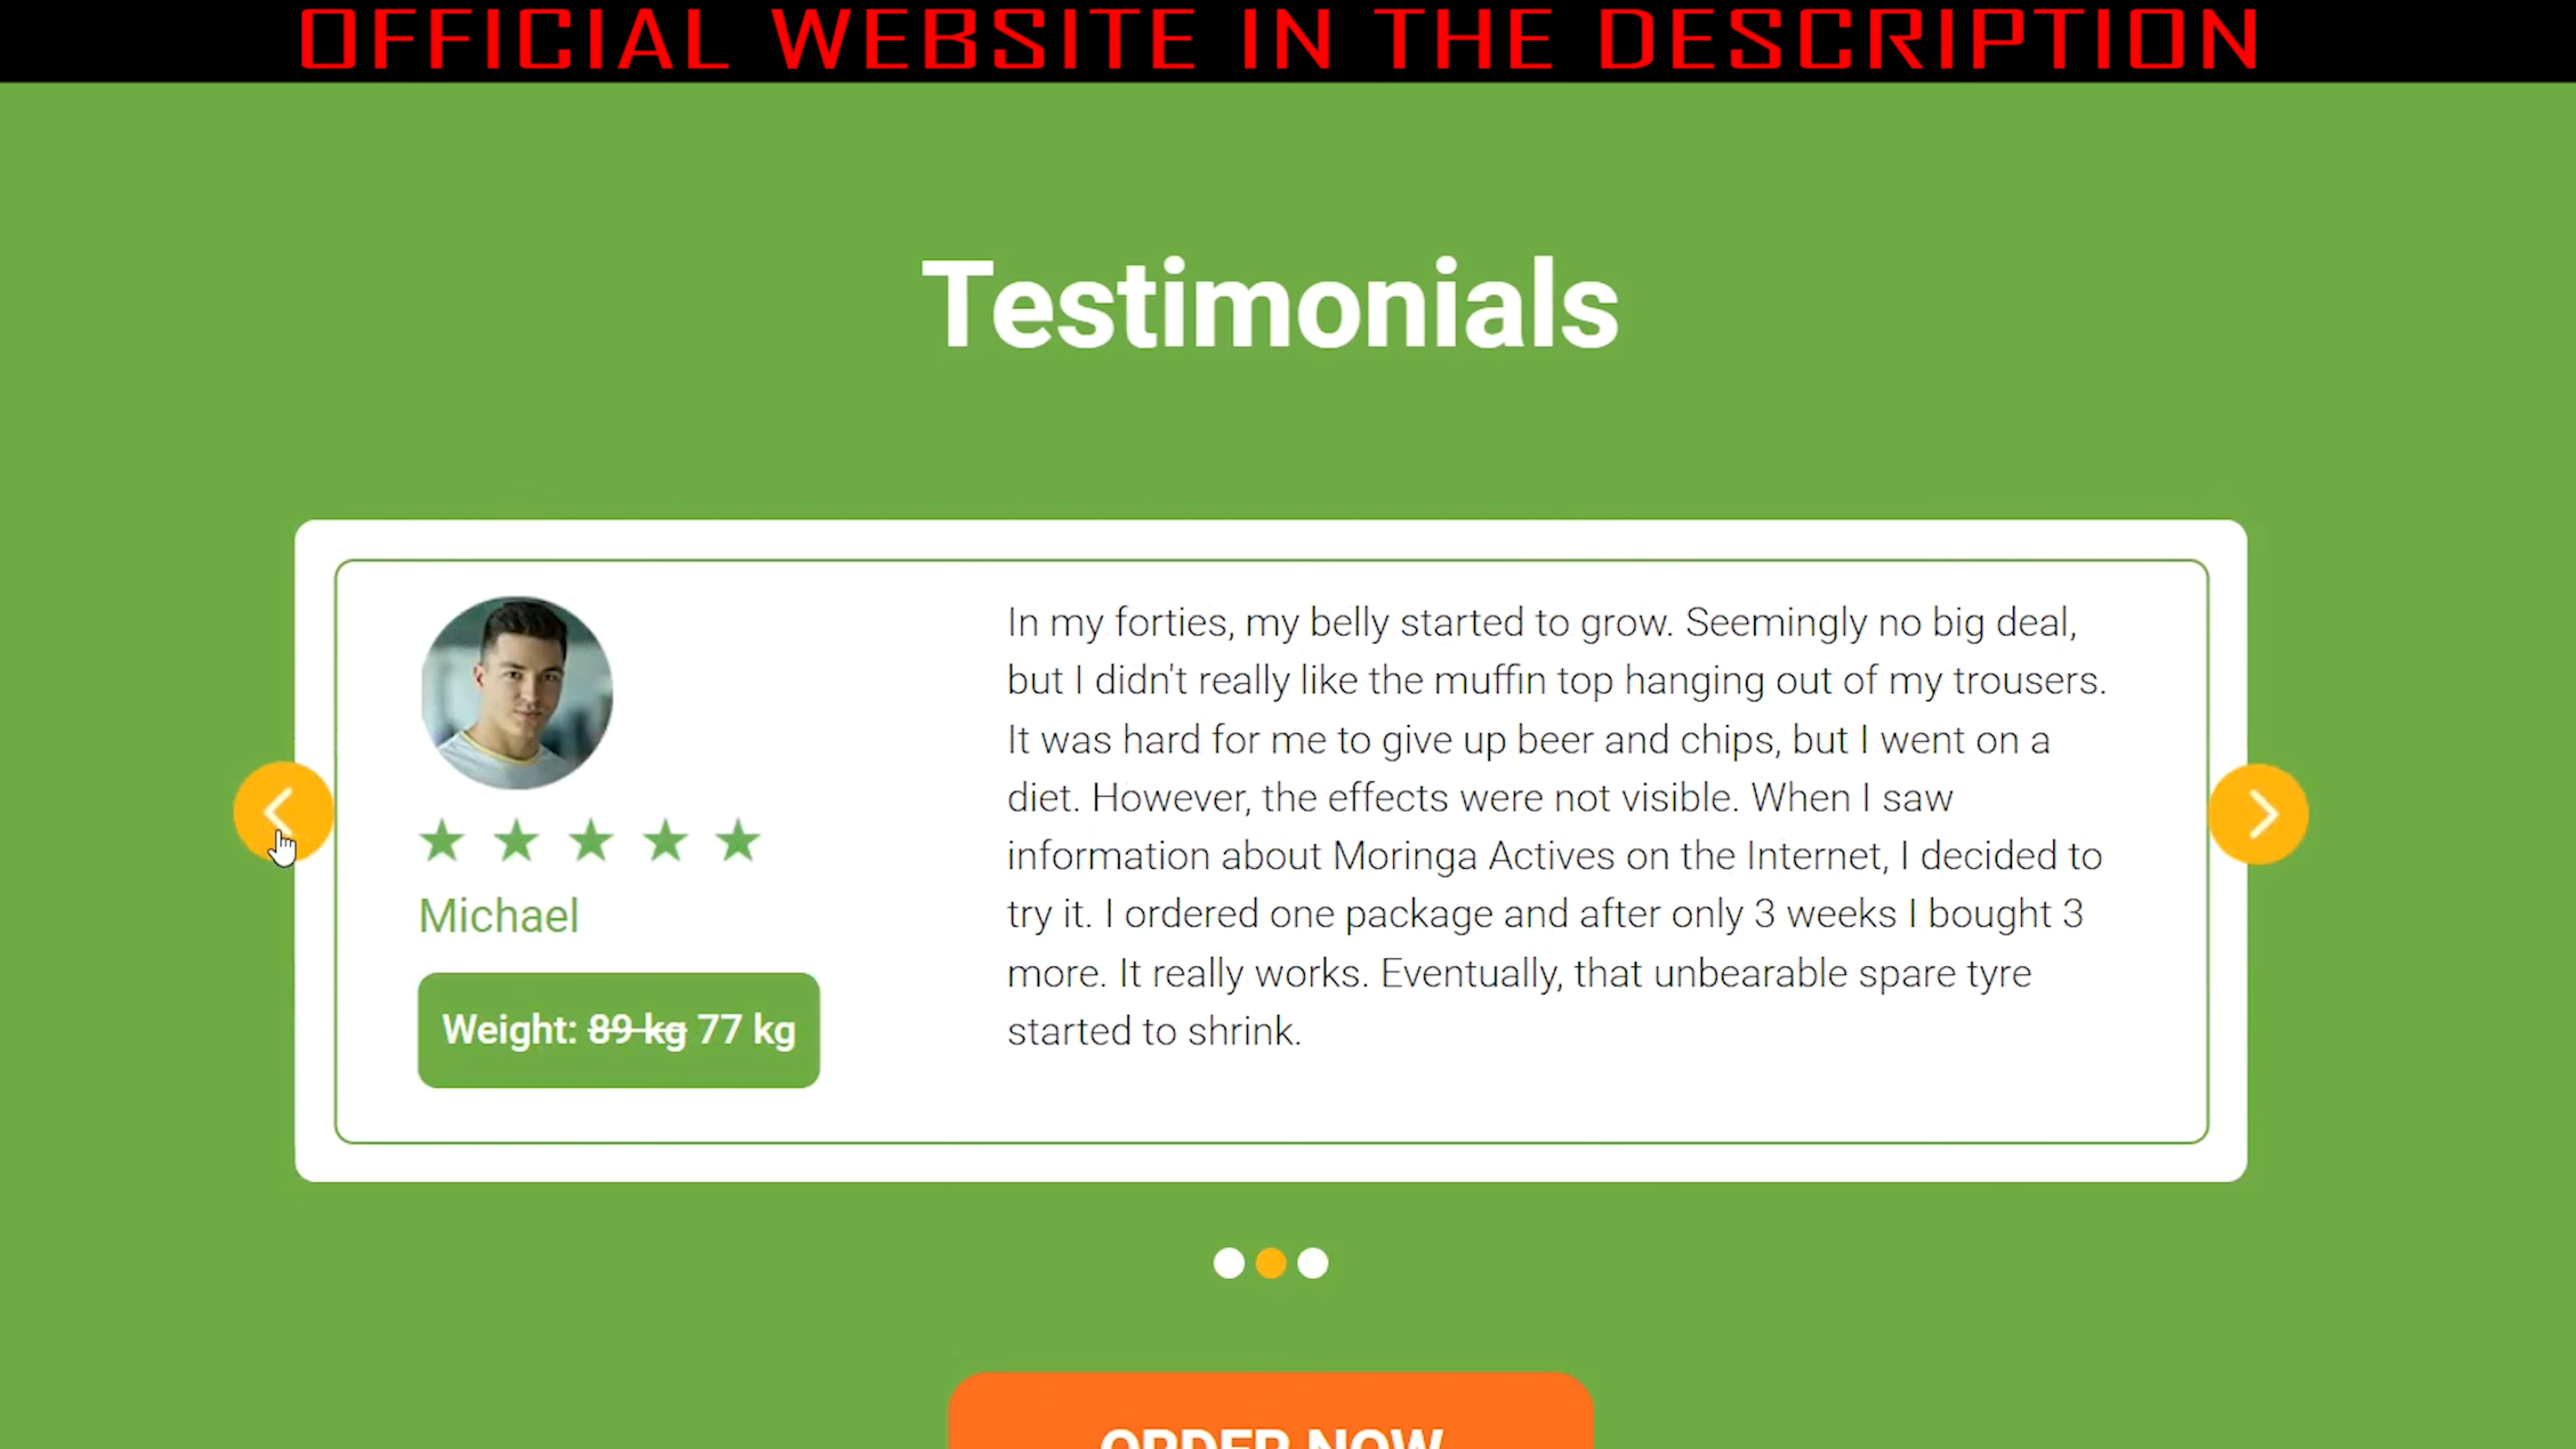 OFFICIAL WEBSITE IN THE DESCRIPTION
Testimonials
In my forties, my belly started to grow. Seemingly no big deal,
but I didn't really like the muffin top hanging out of my trousers.
It was hard for me to give up beer and chips, but I went on a
diet. However, the effects were not visible. When I saw
information about Moringa Actives on the Internet, I decided to
try it. I ordered one package and after only 3 weeks I bought 3
more. It really works. Eventually, that unbearable spare tyre
started to shrink.
Michael
Weight: 89 kg 77 kg
ORDER NOW